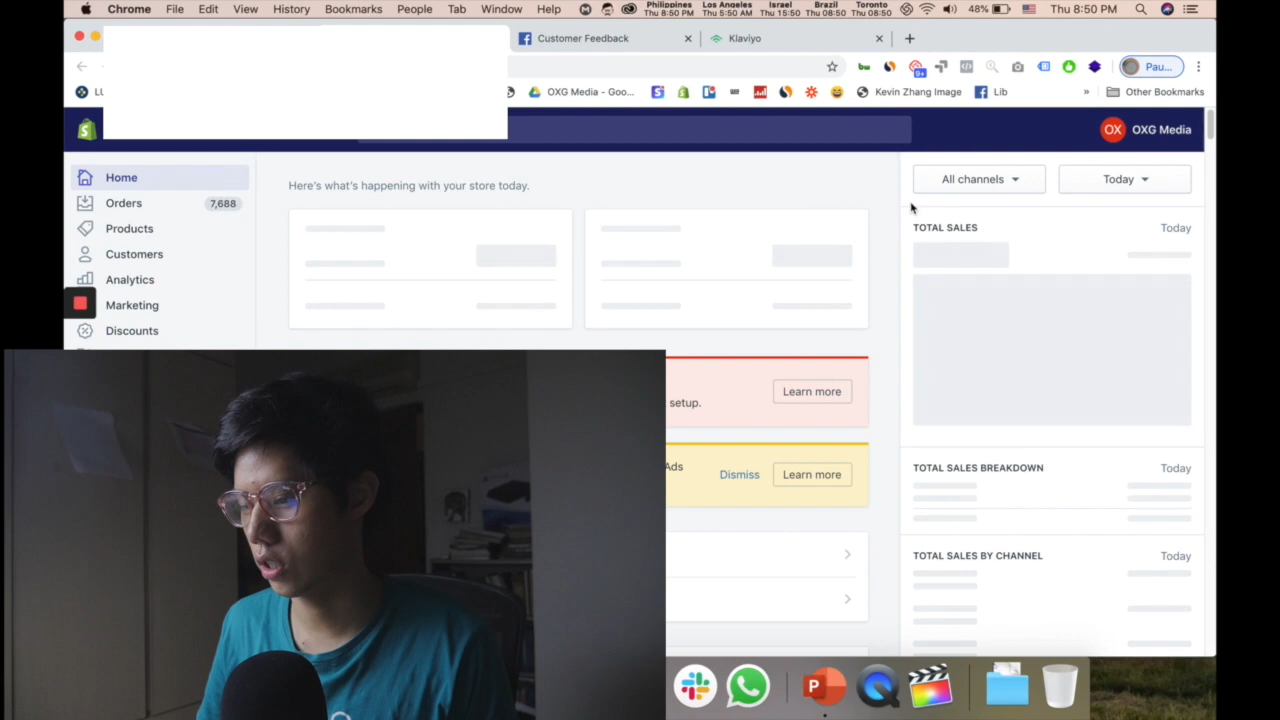 Chrome File Edit View History Bookmarks People Tab Window Help
Philippines Los Angeles Israel Brazil Toronto
Thu 8:50 PM Thu 5:50 AM Thu 15:50 Thu 08:50 Thu 08:50
48% Thu 8:50 PM
Customer Feedback Klaviyo
9+ Pau...
LU OXG Media - Goo... Kevin Zhang Image Lib » Other Bookmarks
OX OXG Media
Home
Orders 7,688
Products
Customers
Analytics
Marketing
Discounts
Here's what's happening with your store today.
All channels Today
TOTAL SALES Today
setup.
Learn more
Ads
Dismiss Learn more
TOTAL SALES BREAKDOWN Today
TOTAL SALES BY CHANNEL Today